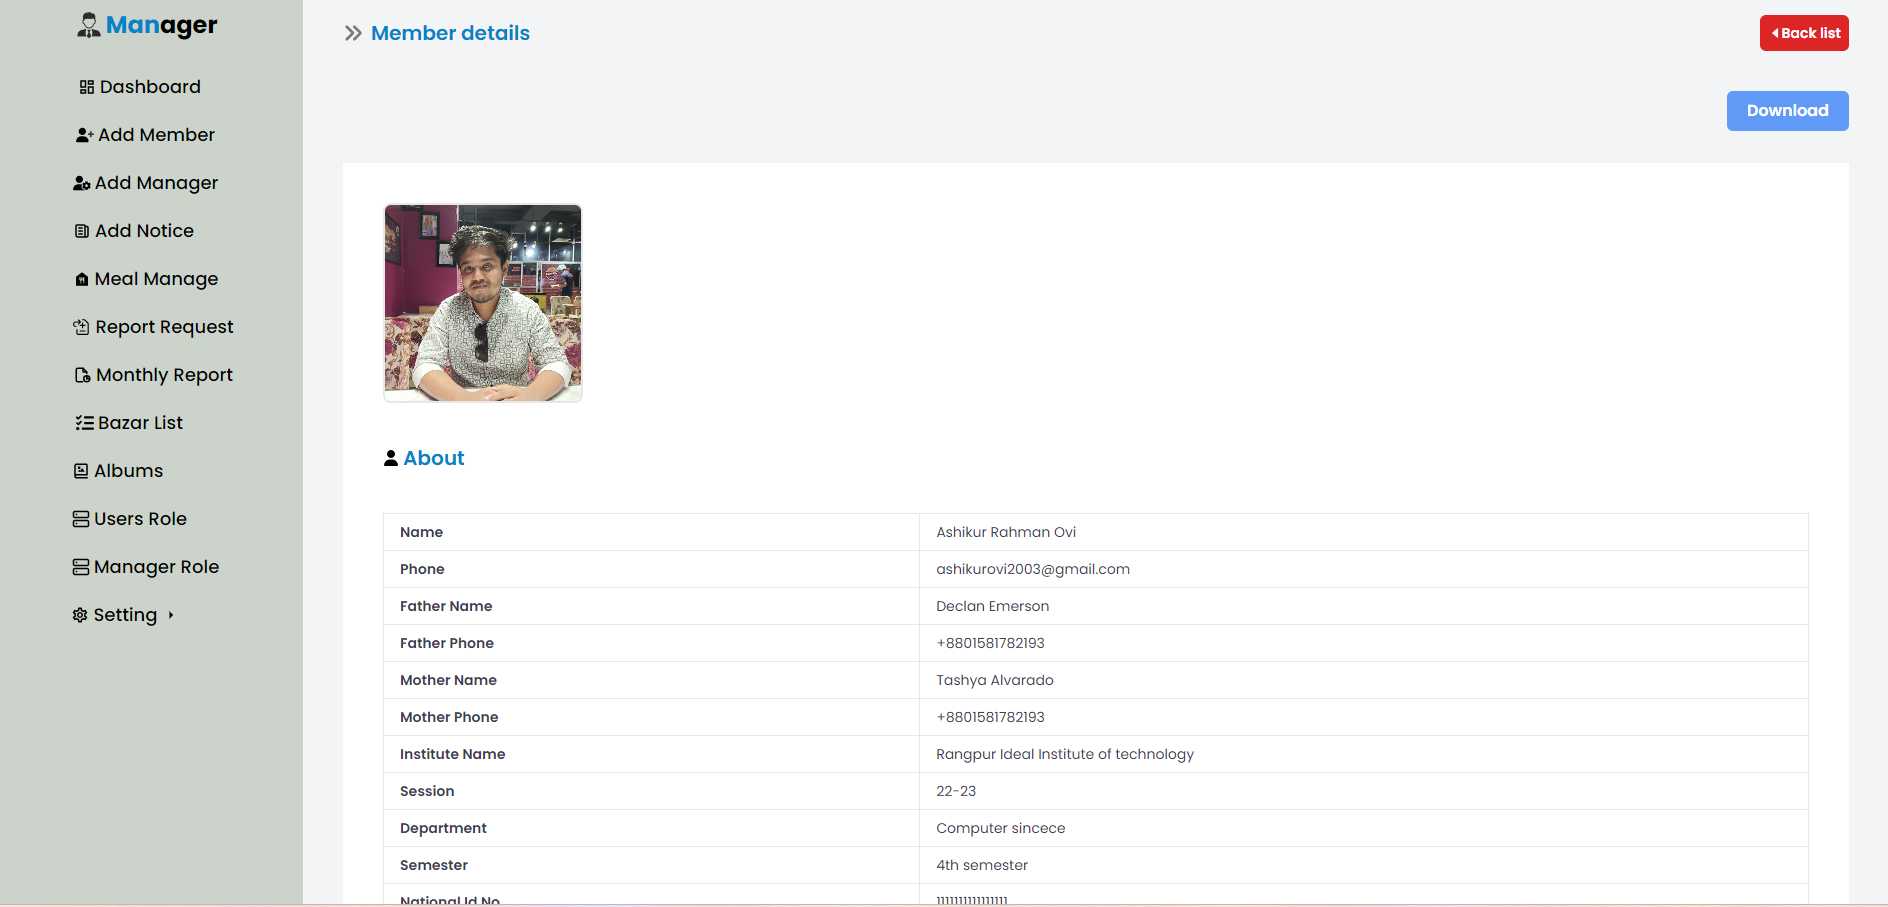 Manager
Dashboard
Add Member
Add Manager
Add Notice
Meal Manage
Report Request
Monthly Report
Bazar List
Albums
Users Role
Manager Role
Setting
Member details
Back list
Download
About
Name Ashikur Rahman Ovi
Phone ashikurovi2003@gmail.com
Father Name Declan Emerson
Father Phone +8801581782193
Mother Name Tashya Alvarado
Mother Phone +8801581782193
Institute Name Rangpur Ideal Institute of technology
Session 22-23
Department Computer sincece
Semester 4th semester
National Id No